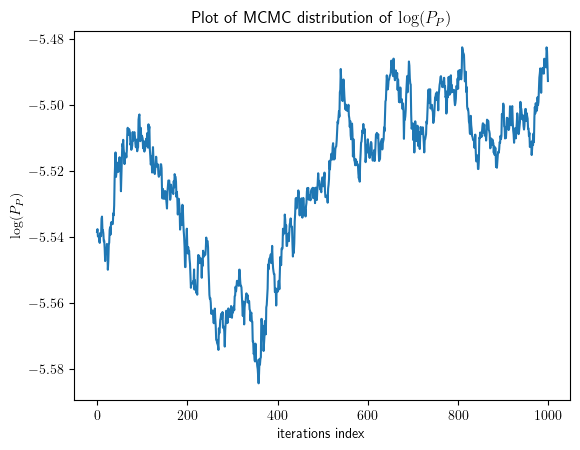 Plot of MCMC distribution of log(P_P)
−5.48
−5.50
−5.52
−5.54
−5.56
−5.58
log(P_P)
0 200 400 600 800 1000
iterations index